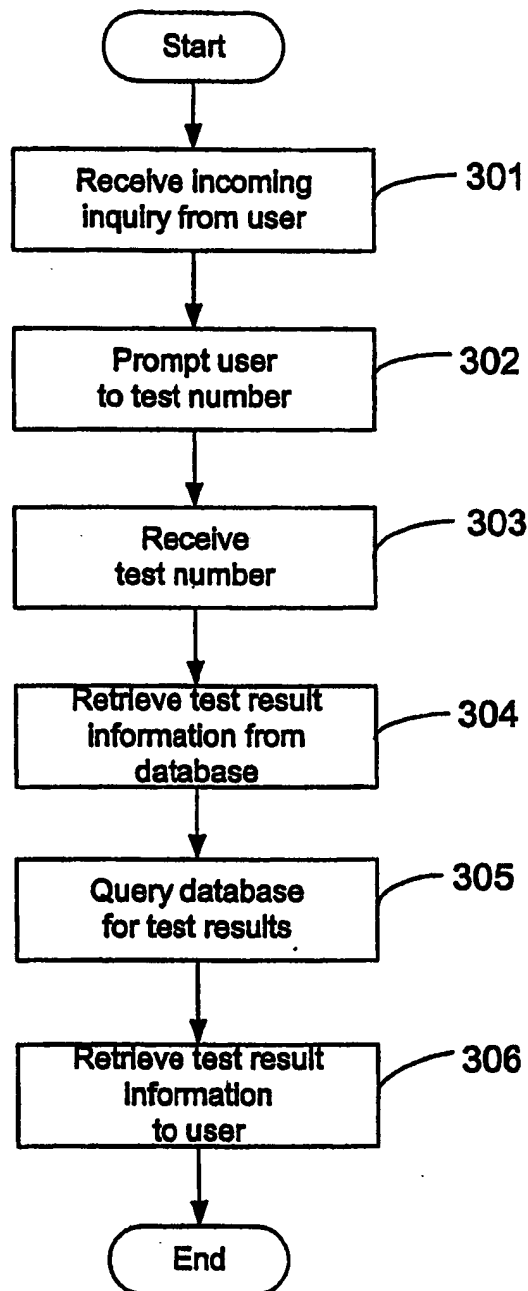 Start
Receive incoming
inquiry from user
301
Prompt user
to test number
302
Receive
test number
303
Retrieve test result
information from
database
304
Query database
for test results
305
Retrieve test result
information
to user
306
End